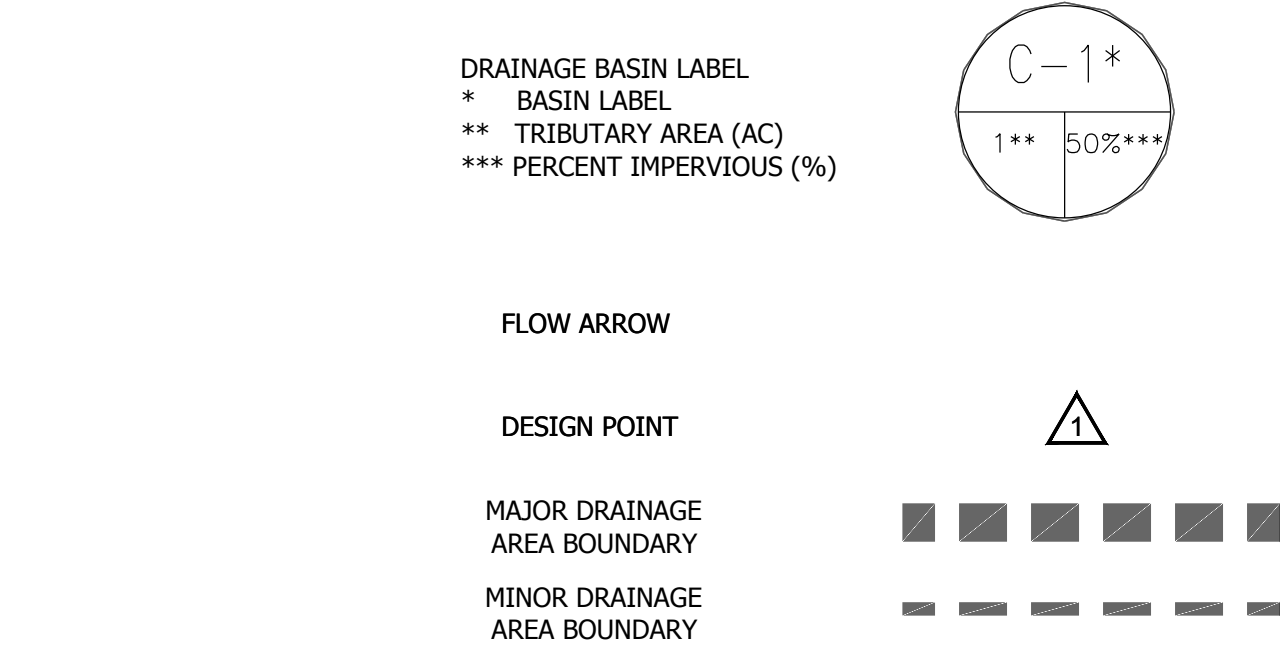 DRAINAGE BASIN LABEL
* BASIN LABEL
** TRIBUTARY AREA (AC)
*** PERCENT IMPERVIOUS (%)
C-1*
1** 50%***
FLOW ARROW
DESIGN POINT
1
MAJOR DRAINAGE
AREA BOUNDARY
MINOR DRAINAGE
AREA BOUNDARY